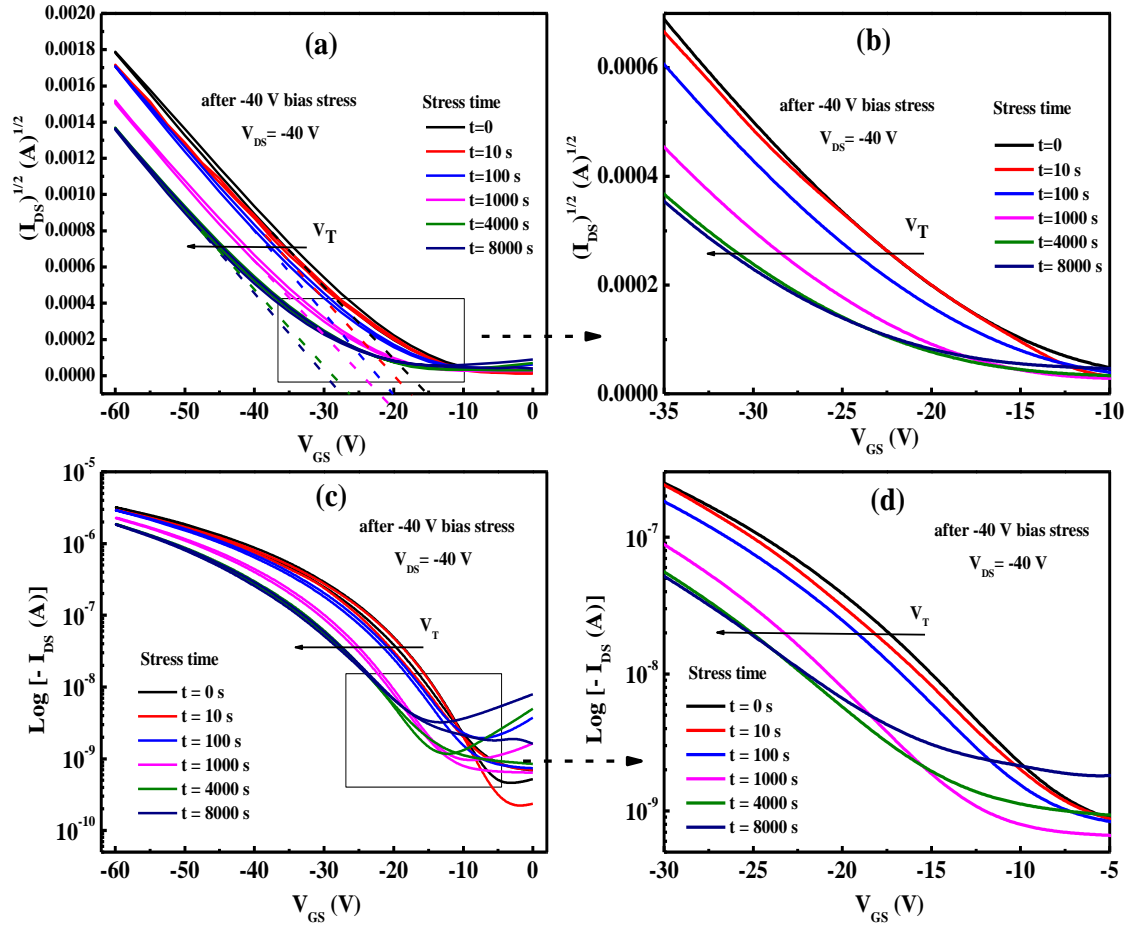 (a)
after -40 V bias stress
V_DS= -40 V
Stress time
t=0
t=10 s
t=100 s
t=1000 s
t=4000 s
t= 8000 s
V_T
(I_DS)^1/2 (A)^1/2
0.0020
0.0018
0.0016
0.0014
0.0012
0.0010
0.0008
0.0006
0.0004
0.0002
0.0000
-60 -50 -40 -30 -20 -10 0
V_GS (V)
(b)
after -40 V bias stress
V_DS= -40 V
Stress time
t=0
t=10 s
t=100 s
t=1000 s
t=4000 s
t= 8000 s
V_T
(I_DS)^1/2 (A)^1/2
0.0006
0.0004
0.0002
0.0000
-35 -30 -25 -20 -15 -10
V_GS (V)
(c)
after -40 V bias stress
V_DS= -40 V
V_T
Stress time
t = 0 s
t = 10 s
t = 100 s
t = 1000 s
t = 4000 s
t = 8000 s
Log [- I_DS (A)]
10^-5
10^-6
10^-7
10^-8
10^-9
10^-10
-60 -50 -40 -30 -20 -10 0
V_GS (V)
(d)
after -40 V bias stress
V_DS= -40 V
V_T
Stress time
t = 0 s
t = 10 s
t = 100 s
t = 1000 s
t = 4000 s
t = 8000 s
Log [- I_DS (A)]
10^-7
10^-8
10^-9
-30 -25 -20 -15 -10 -5
V_GS (V)